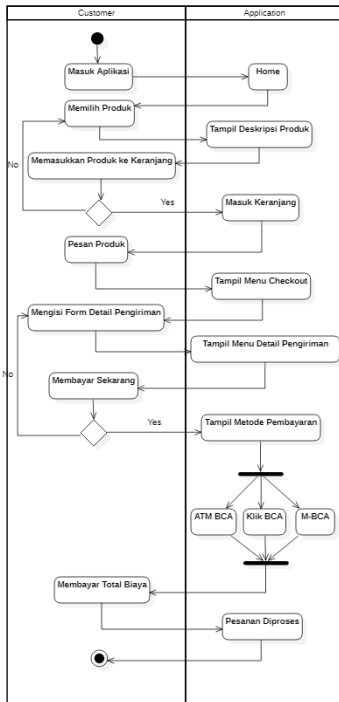 Customer
Application
Masuk Aplikasi
Home
Memilih Produk
Tampil Deskripsi Produk
Memasukkan Produk ke Keranjang
No
Yes
Masuk Keranjang
Pesan Produk
Tampil Menu Checkout
Mengisi Form Detail Pengiriman
Tampil Menu Detail Pengiriman
Membayar Sekarang
No
Yes
Tampil Metode Pembayaran
ATM BCA
Klik BCA
M-BCA
Membayar Total Biaya
Pesanan Diproses